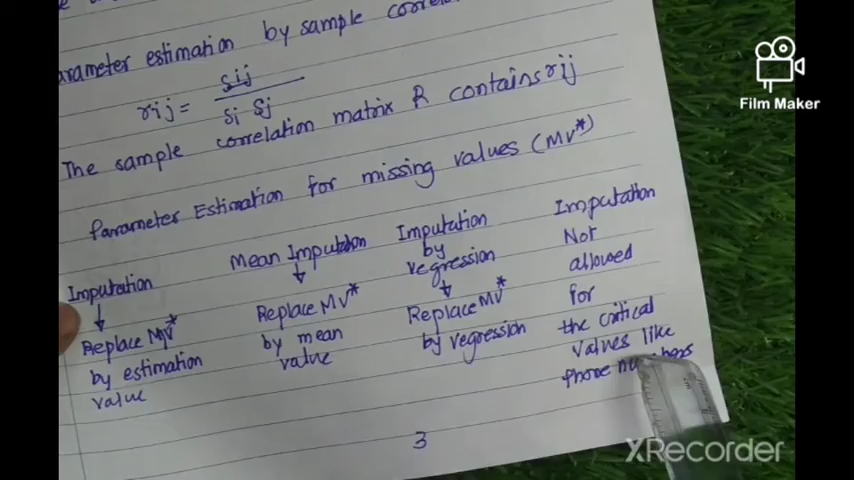 parameter estimation by sample
rij = sij / si sj
The sample correlation matrix R contains rij
Parameter Estimation for missing values (MV*)
Imputation
↓
Replace MV*
by estimation
value
Mean Imputation
↓
Replace MV*
by mean
value
Imputation
by
regression
↓
Replace MV*
by regression
Imputation
Not
allowed
for
the critical
values like
phone numbers
3
Film Maker
XRecorder